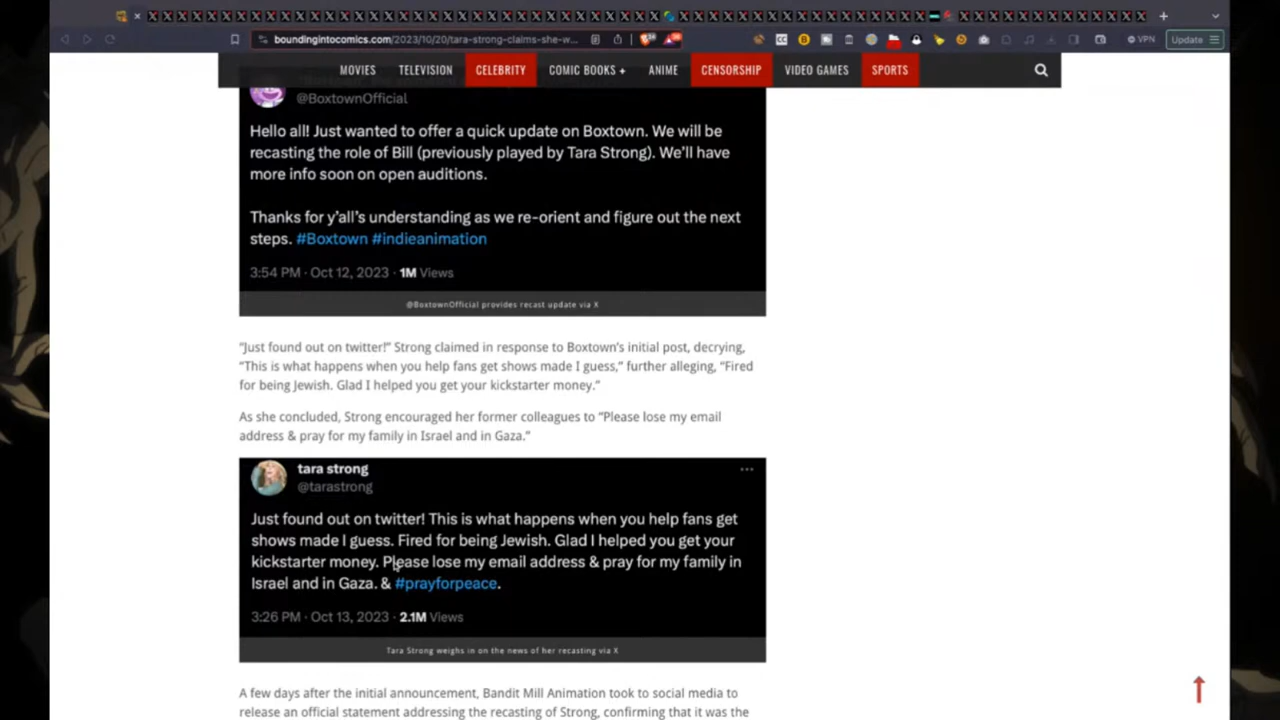 boundingintocomics.com/2023/10/20/tara-strong-claims-she-w...
VPN
Update
MOVIES TELEVISION CELEBRITY COMIC BOOKS + ANIME CENSORSHIP VIDEO GAMES SPORTS
@BoxtownOfficial
Hello all! Just wanted to offer a quick update on Boxtown. We will be
recasting the role of Bill (previously played by Tara Strong). We'll have
more info soon on open auditions.
Thanks for y'all's understanding as we re-orient and figure out the next
steps. #Boxtown #indieanimation
3:54 PM · Oct 12, 2023 · 1M Views
@BoxtownOfficial provides recast update via X
“Just found out on twitter!” Strong claimed in response to Boxtown’s initial post, decrying,
“This is what happens when you help fans get shows made I guess,” further alleging, “Fired
for being Jewish. Glad I helped you get your kickstarter money.”
As she concluded, Strong encouraged her former colleagues to “Please lose my email
address & pray for my family in Israel and in Gaza.”
tara strong
@tarastrong
Just found out on twitter! This is what happens when you help fans get
shows made I guess. Fired for being Jewish. Glad I helped you get your
kickstarter money. Please lose my email address & pray for my family in
Israel and in Gaza. & #prayforpeace.
3:26 PM · Oct 13, 2023 · 2.1M Views
Tara Strong weighs in on the news of her recasting via X
A few days after the initial announcement, Bandit Mill Animation took to social media to
release an official statement addressing the recasting of Strong, confirming that it was the